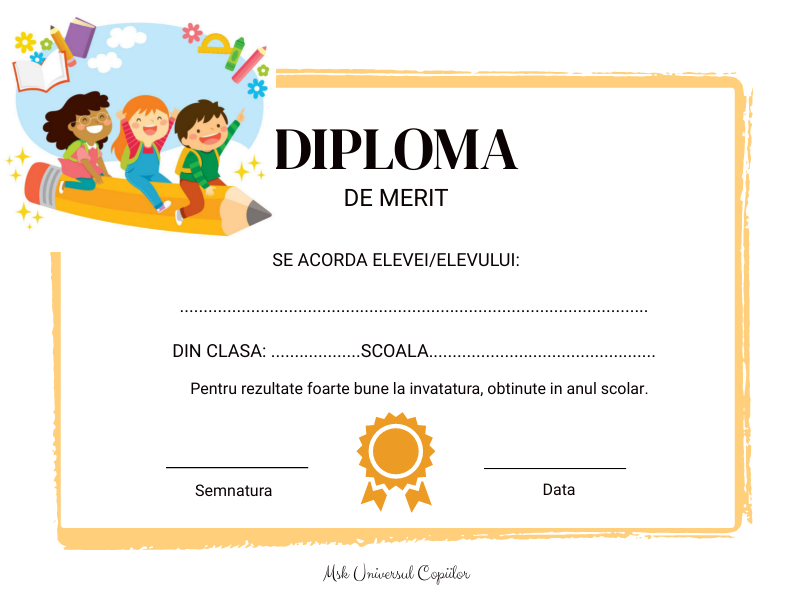 DIPLOMA
DE MERIT
SE ACORDA ELEVEI/ELEVULUI:
....................................................................................................
DIN CLASA: ...................SCOALA................................................
Pentru rezultate foarte bune la invatatura, obtinute in anul scolar.
Semnatura
Data
Msk Universul Copiilor